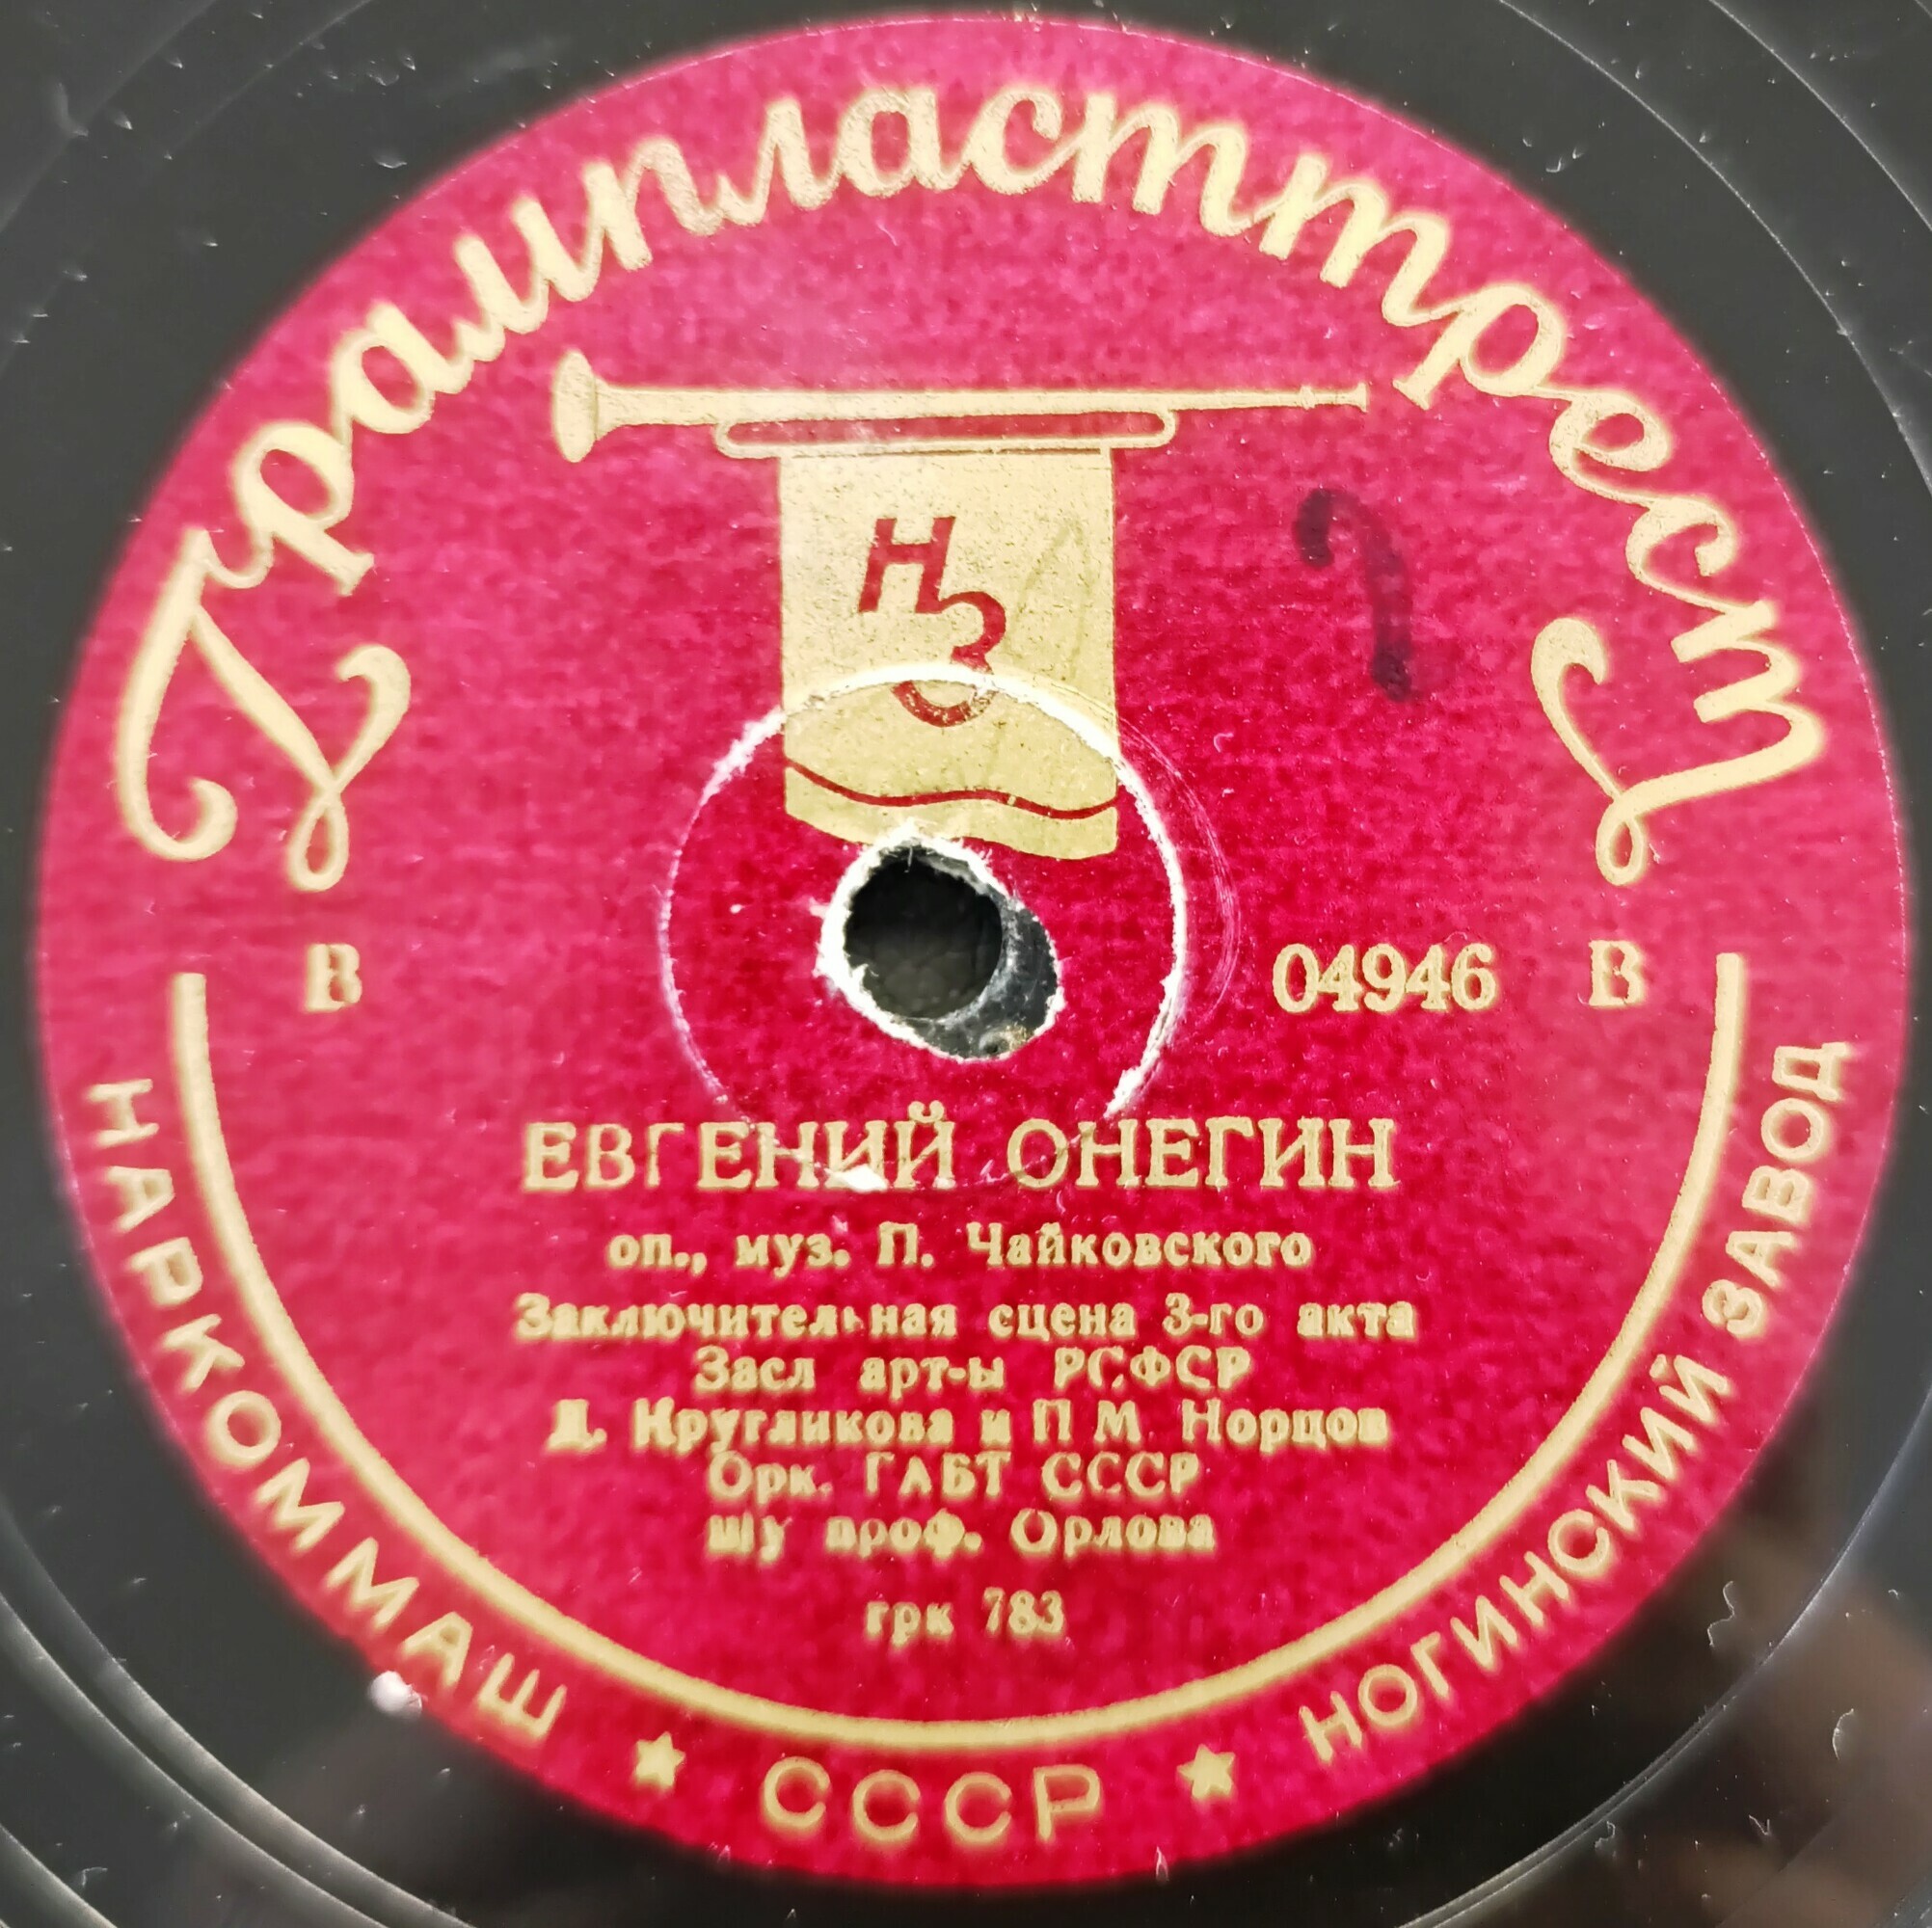 Грампласттрест
НЗ
В
04946 В
ЕВГЕНИЙ ОНЕГИН
оп., муз. П. Чайковского
Заключительная сцена 3-го акта
Засл арт-ы РСФСР
Д. Кругликова и П М Норцов
Орк. ГАБТ СССР
п/у проф. Орлова
грк 783
НАРКОММАШ ★ СССР ★ НОГИНСКИЙ ЗАВОД